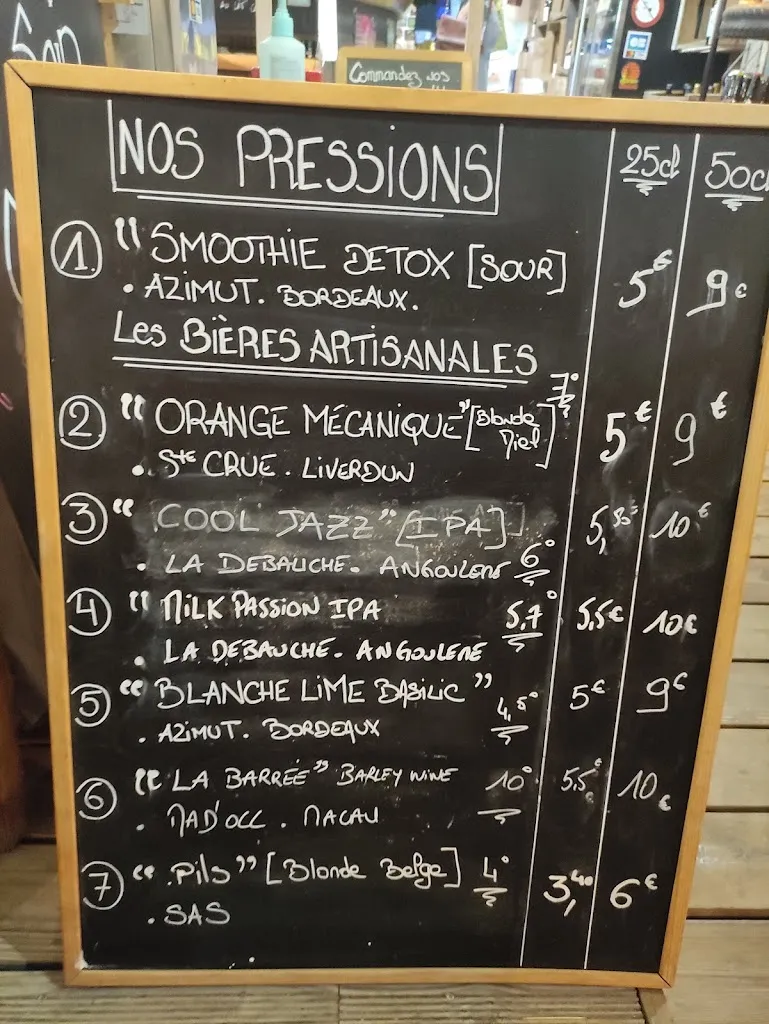 Commandez nos
NOS PRESSIONS 25cl 50cl
1. "SMOOTHIE DETOX [SOUR] 5€ 9€
• AZIMUT. BORDEAUX.
Les BIÈRES ARTISANALES
2 "ORANGE MÉCANIQUE" [Blonde Miel] 7° 5€ 9€
• Ste CRUE. LIVERDUN
3 "COOL JAZZ" [IPA] 5,50€ 10€
• LA DEBAUCHE. ANGOULEME 6°
4 "MILK PASSION IPA 5,7° 5,5€ 10€
• LA DEBAUCHE. ANGOULEME
5 "BLANCHE LIME BASILIC" 4,5° 5€ 9€
• AZIMUT. BORDEAUX
6 "LA BARRÉE" BARLEY WINE 10° 5,5€ 10€
• MAD'OCC. MACAU
7 "Pils" [Blonde Belge] 4° 3,40 6€
• SAS